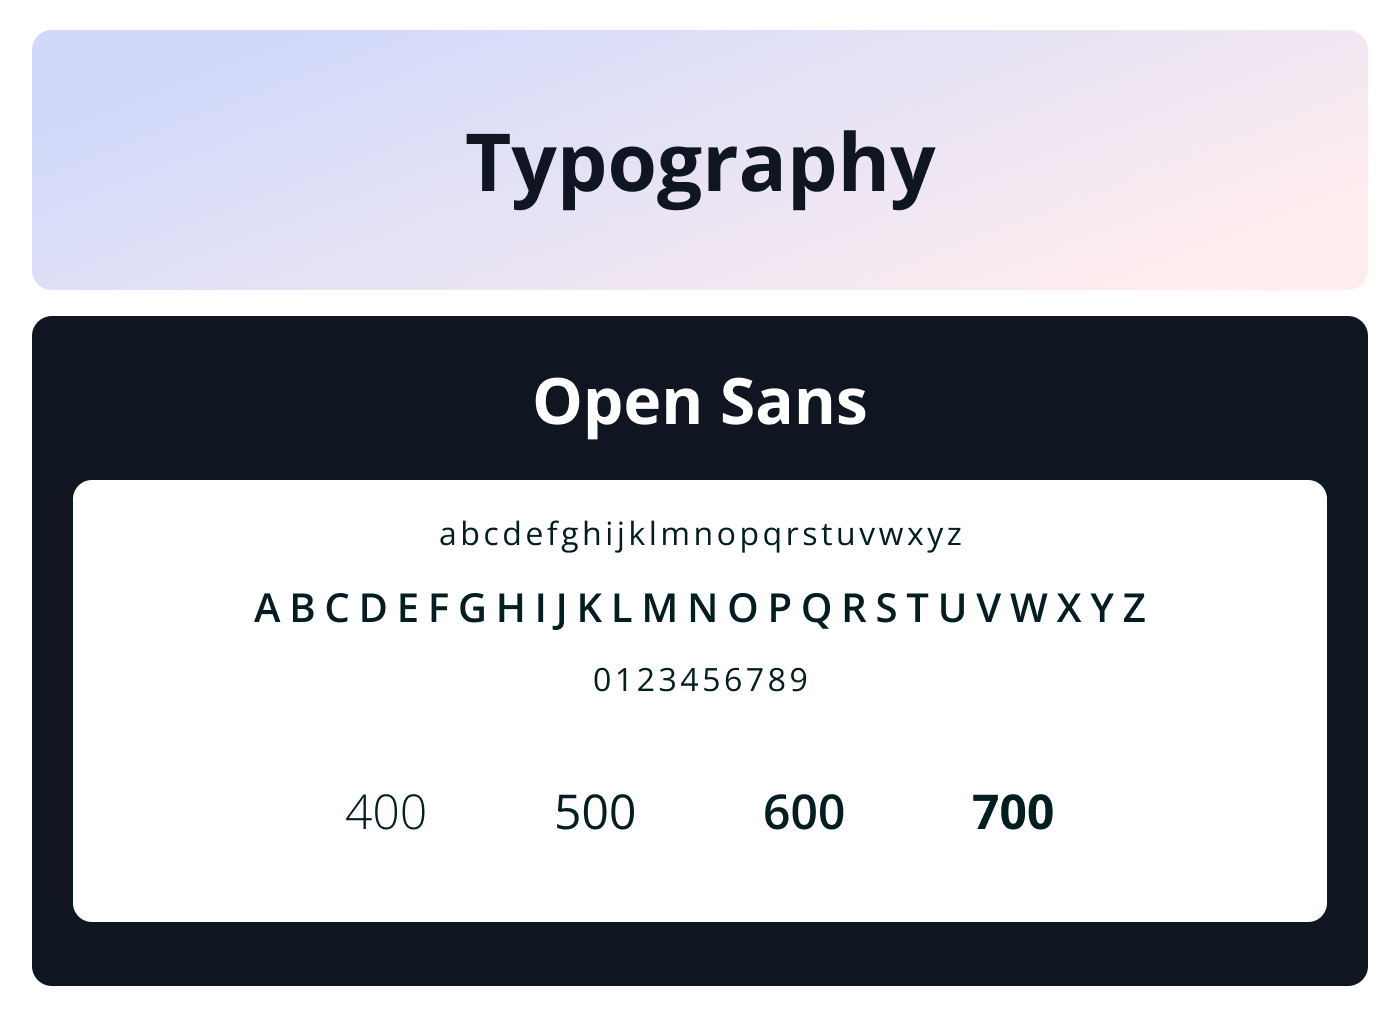 Typography
Open Sans
abcdefghijklmnopqrstuvwxyz
ABCDEFGHIJKLMNOPQRSTUVWXYZ
0123456789
400 500 600 700